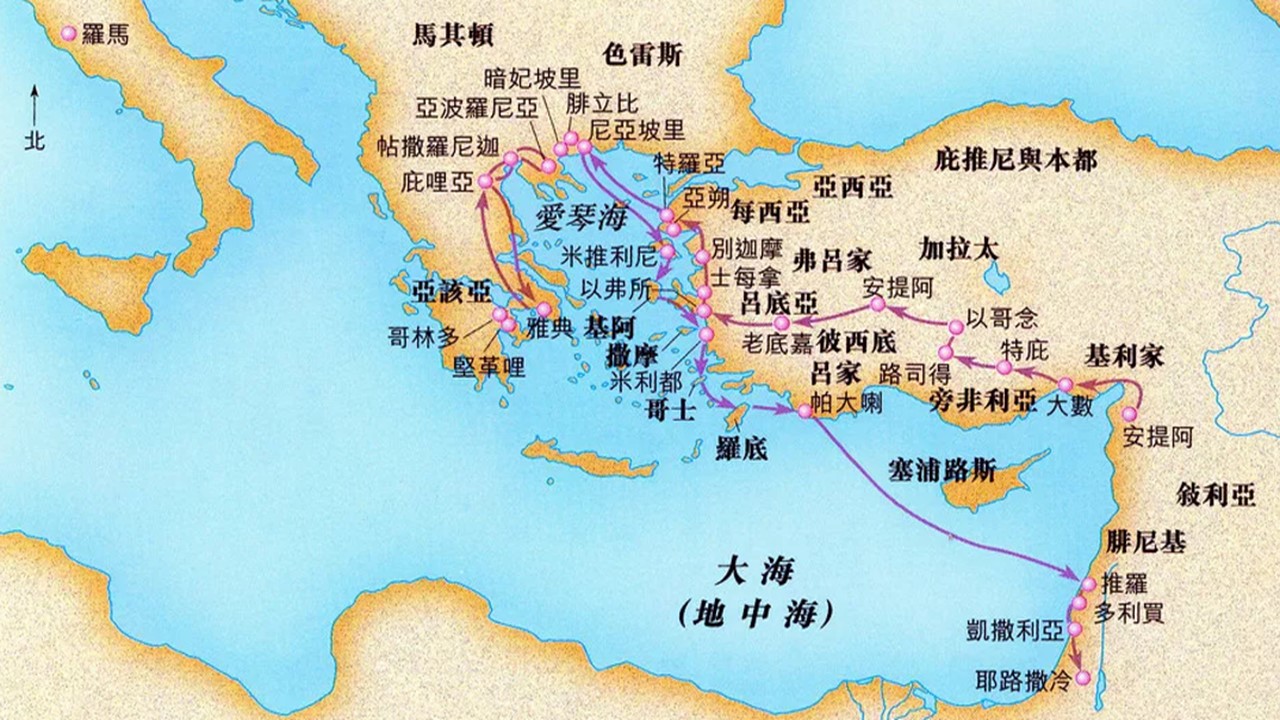 羅馬
北
馬其頓
色雷斯
暗妃坡里
亞波羅尼亞
腓立比
尼亞坡里
帖撒羅尼迦
庇哩亞
特羅亞
亞朔
每西亞
亞西亞
庇推尼與本都
愛琴海
米推利尼
別迦摩
士每拿
弗呂家
加拉太
以弗所
呂底亞
安提阿
亞該亞
哥林多
雅典
堅革哩
基阿
撒摩
米利都
哥士
老底嘉
彼西底
以哥念
呂家
路司得
特庇
基利家
帕大喇
旁非利亞
大數
安提阿
羅底
塞浦路斯
敍利亞
腓尼基
大海
(地中海)
推羅
多利買
凱撒利亞
耶路撒冷